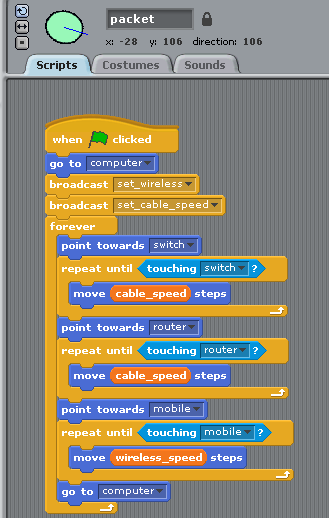 packet
x: -28 y: 106 direction: 106
Scripts Costumes Sounds
when clicked
go to computer
broadcast set_wireless
broadcast set_cable_speed
forever
point towards switch
repeat until touching switch ?
move cable_speed steps
point towards router
repeat until touching router ?
move cable_speed steps
point towards mobile
repeat until touching mobile ?
move wireless_speed steps
go to computer